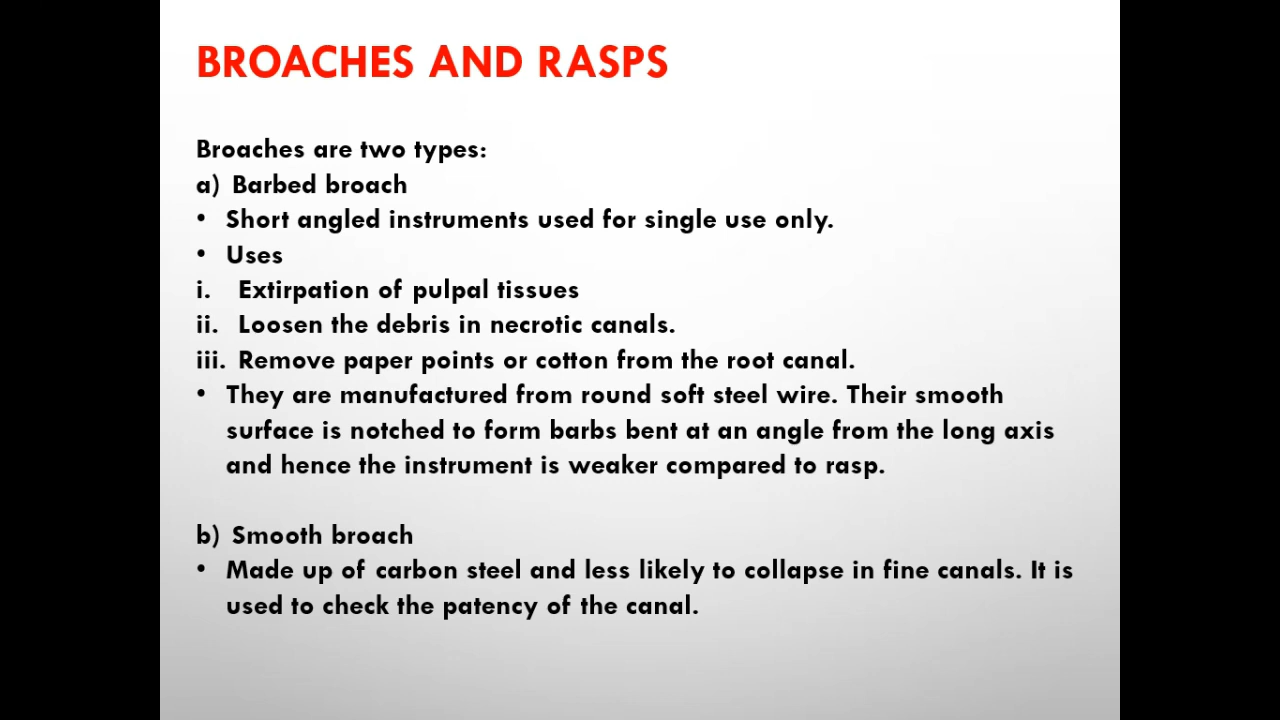 BROACHES AND RASPS
Broaches are two types:
a) Barbed broach
• Short angled instruments used for single use only.
• Uses
i. Extirpation of pulpal tissues
ii. Loosen the debris in necrotic canals.
iii. Remove paper points or cotton from the root canal.
• They are manufactured from round soft steel wire. Their smooth
surface is notched to form barbs bent at an angle from the long axis
and hence the instrument is weaker compared to rasp.
b) Smooth broach
• Made up of carbon steel and less likely to collapse in fine canals. It is
used to check the patency of the canal.